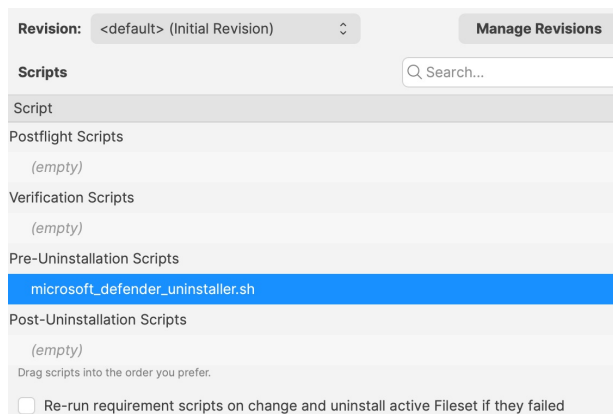 Revision: <default> (Initial Revision) Manage Revisions
Scripts Search...
Script
Postflight Scripts
(empty)
Verification Scripts
(empty)
Pre-Uninstallation Scripts
microsoft_defender_uninstaller.sh
Post-Uninstallation Scripts
(empty)
Drag scripts into the order you prefer.
Re-run requirement scripts on change and uninstall active Fileset if they failed